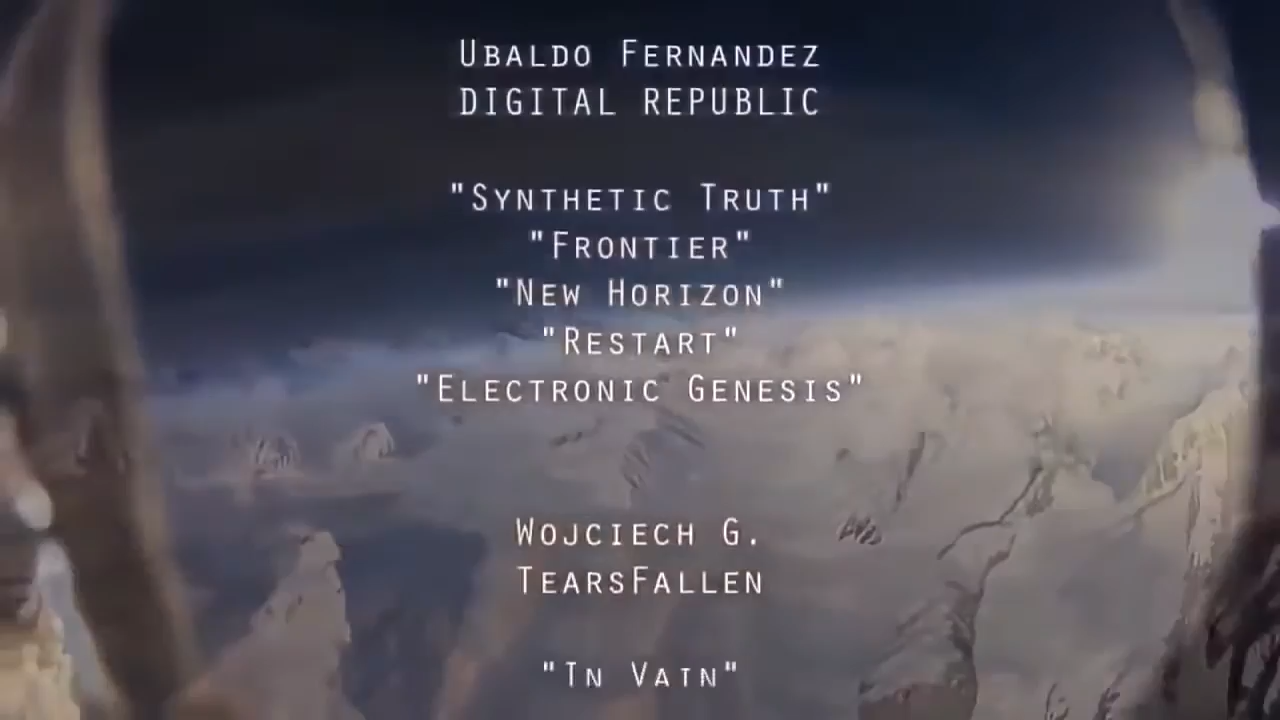 Ubaldo Fernandez
DIGITAL REPUBLIC
"Synthetic Truth"
"Frontier"
"New Horizon"
"Restart"
"Electronic Genesis"
Wojciech G.
TearsFallen
"In Vain"